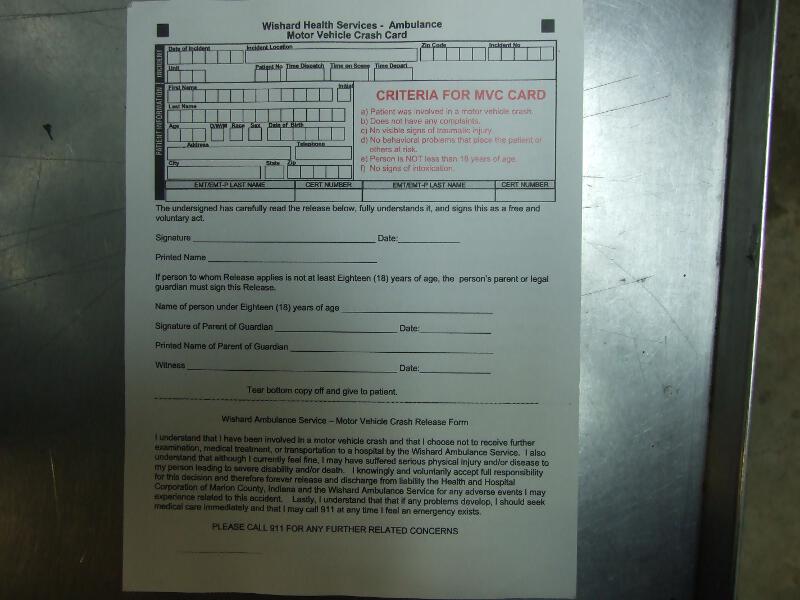 Wishard Health Services - Ambulance
Motor Vehicle Crash Card
INCIDENT
Date of Incident Incident Location Zip Code Incident No
Unit Patient No Time Dispatch Time on Scene Time Depart
PATIENT INFORMATION
First Name Initial
Last Name
Age D/W/M Race Sex Date of Birth
Address Telephone
City State Zip
CRITERIA FOR MVC CARD
a) Patient was involved in a motor vehicle crash.
b) Does not have any complaints.
c) No visible signs of traumatic injury.
d) No behavioral problems that place the patient or
others at risk.
e) Person is NOT less than 18 years of age.
f) No signs of intoxication.
EMT/EMT-P LAST NAME CERT NUMBER EMT/EMT-P LAST NAME CERT NUMBER
The undersigned has carefully read the release below, fully understands it, and signs this as a free and
voluntary act.
Signature Date:
Printed Name
If person to whom Release applies is not at least Eighteen (18) years of age, the person's parent or legal
guardian must sign this Release.
Name of person under Eighteen (18) years of age
Signature of Parent of Guardian Date:
Printed Name of Parent of Guardian
Witness Date:
Tear bottom copy off and give to patient.
Wishard Ambulance Service – Motor Vehicle Crash Release Form
I understand that I have been involved in a motor vehicle crash and that I choose not to receive further
examination, medical treatment, or transportation to a hospital by the Wishard Ambulance Service. I also
understand that although I currently feel fine, I may have suffered serious physical injury and/or disease to
my person leading to severe disability and/or death. I knowingly and voluntarily accept full responsibility
for this decision and therefore forever release and discharge from liability the Health and Hospital
Corporation of Marion County, Indiana and the Wishard Ambulance Service for any adverse events I may
experience related to this accident. Lastly, I understand that that if any problems develop, I should seek
medical care immediately and that I may call 911 at any time I feel an emergency exists.
PLEASE CALL 911 FOR ANY FURTHER RELATED CONCERNS